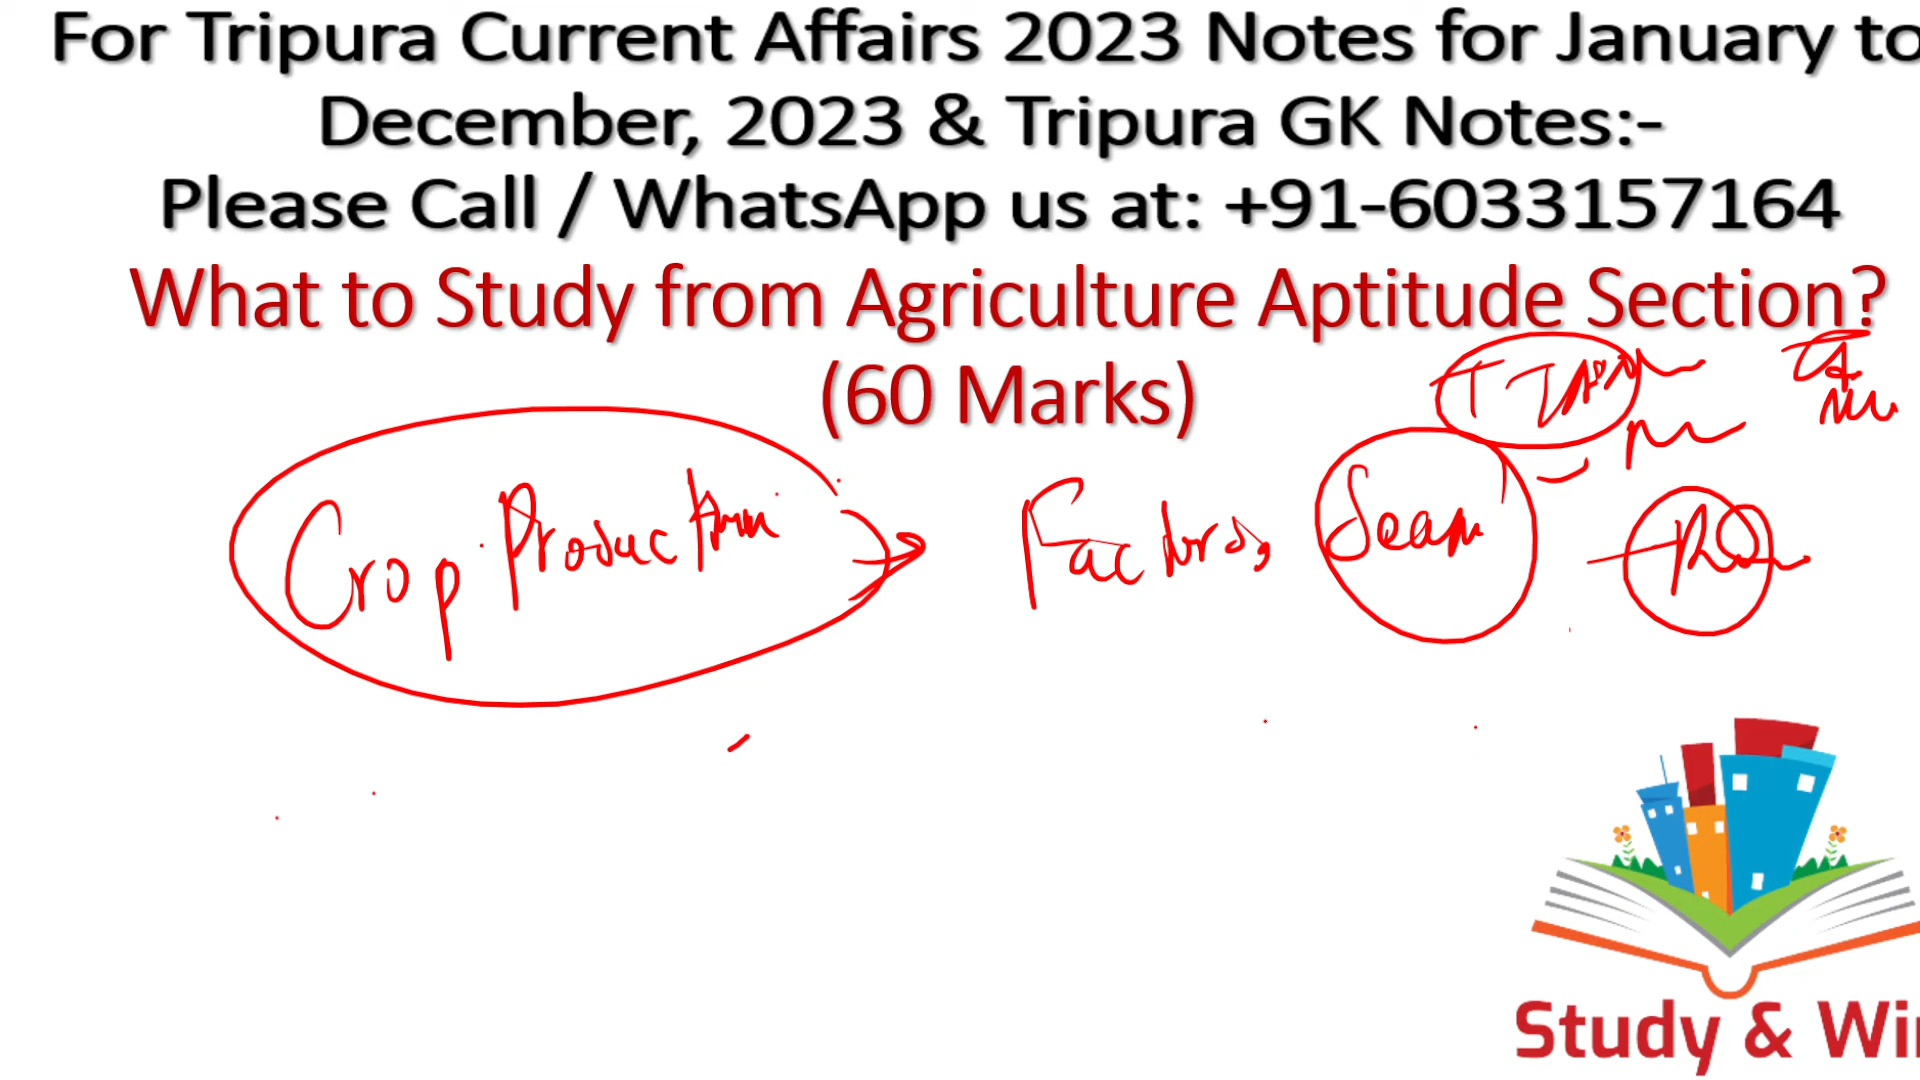 For Tripura Current Affairs 2023 Notes for January to
December, 2023 & Tripura GK Notes:-
Please Call / WhatsApp us at: +91-6033157164
What to Study from Agriculture Aptitude Section?
(60 Marks)
Crop Production
Factors,
Study & Win